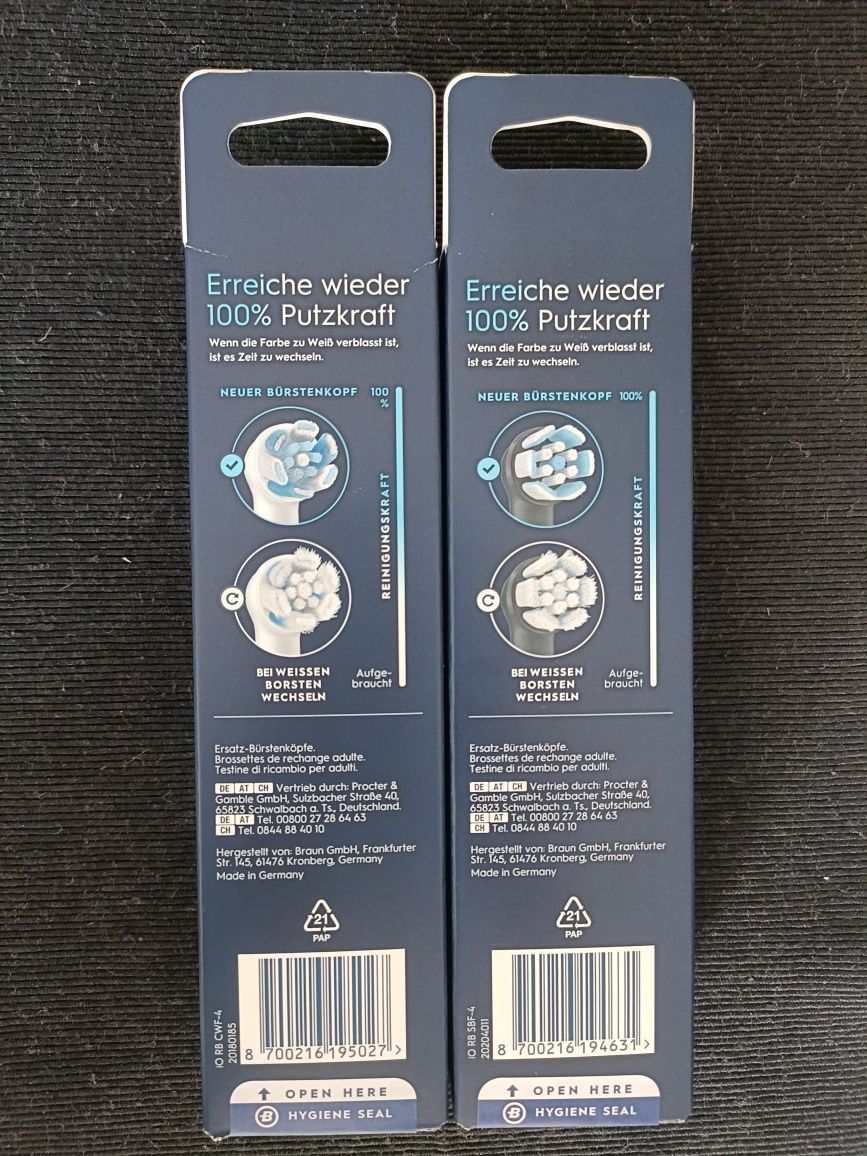 Erreiche wieder
100% Putzkraft
Wenn die Farbe zu Weiß verblasst ist,
ist es Zeit zu wechseln.
NEUER BÜRSTENKOPF 100
%
REINIGUNGSKRAFT
BEI WEISSEN
BORSTEN
WECHSELN
Aufge-
braucht
Ersatz-Bürstenköpfe.
Brossettes de rechange adulte.
Testine di ricambio per adulti.
DE AT CH Vertrieb durch: Procter &
Gamble GmbH, Sulzbacher Straße 40,
65823 Schwalbach a. Ts., Deutschland.
DE AT Tel. 00800 27 28 64 63
CH Tel. 0844 88 40 10
Hergestellt von: Braun GmbH, Frankfurter
Str. 145, 61476 Kronberg, Germany
Made in Germany
21
PAP
iO RB CWF-4
20180185
8 700216 195027 >
OPEN HERE
B HYGIENE SEAL
Erreiche wieder
100% Putzkraft
Wenn die Farbe zu Weiß verblasst ist,
ist es Zeit zu wechseln.
NEUER BÜRSTENKOPF 100%
REINIGUNGSKRAFT
BEI WEISSEN
BORSTEN
WECHSELN
Aufge-
braucht
Ersatz-Bürstenköpfe.
Brossettes de rechange adulte.
Testine di ricambio per adulti.
DE AT CH Vertrieb durch: Procter &
Gamble GmbH, Sulzbacher Straße 40,
65823 Schwalbach a. Ts., Deutschland.
DE AT Tel. 00800 27 28 64 63
CH Tel. 0844 88 40 10
Hergestellt von: Braun GmbH, Frankfurter
Str. 145, 61476 Kronberg, Germany
Made in Germany
21
PAP
iO RB SBF-4
20204011
8 700216 194631 >
OPEN HERE
B HYGIENE SEAL